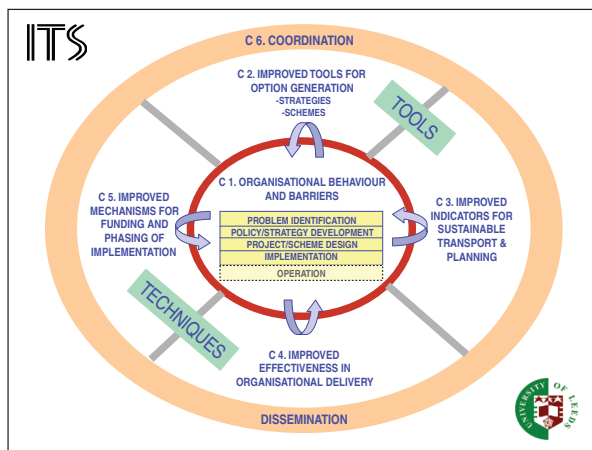 ITS
C 6. COORDINATION
C 2. IMPROVED TOOLS FOR
OPTION GENERATION
-STRATEGIES
-SCHEMES
TOOLS
C 1. ORGANISATIONAL BEHAVIOUR
AND BARRIERS
C 5. IMPROVED
MECHANISMS FOR
FUNDING AND
PHASING OF
IMPLEMENTATION
PROBLEM IDENTIFICATION
POLICY/STRATEGY DEVELOPMENT
PROJECT/SCHEME DESIGN
IMPLEMENTATION
OPERATION
C 3. IMPROVED
INDICATORS FOR
SUSTAINABLE
TRANSPORT &
PLANNING
TECHNIQUES
C 4. IMPROVED
EFFECTIVENESS IN
ORGANISATIONAL DELIVERY
DISSEMINATION
UNIVERSITY OF LEEDS